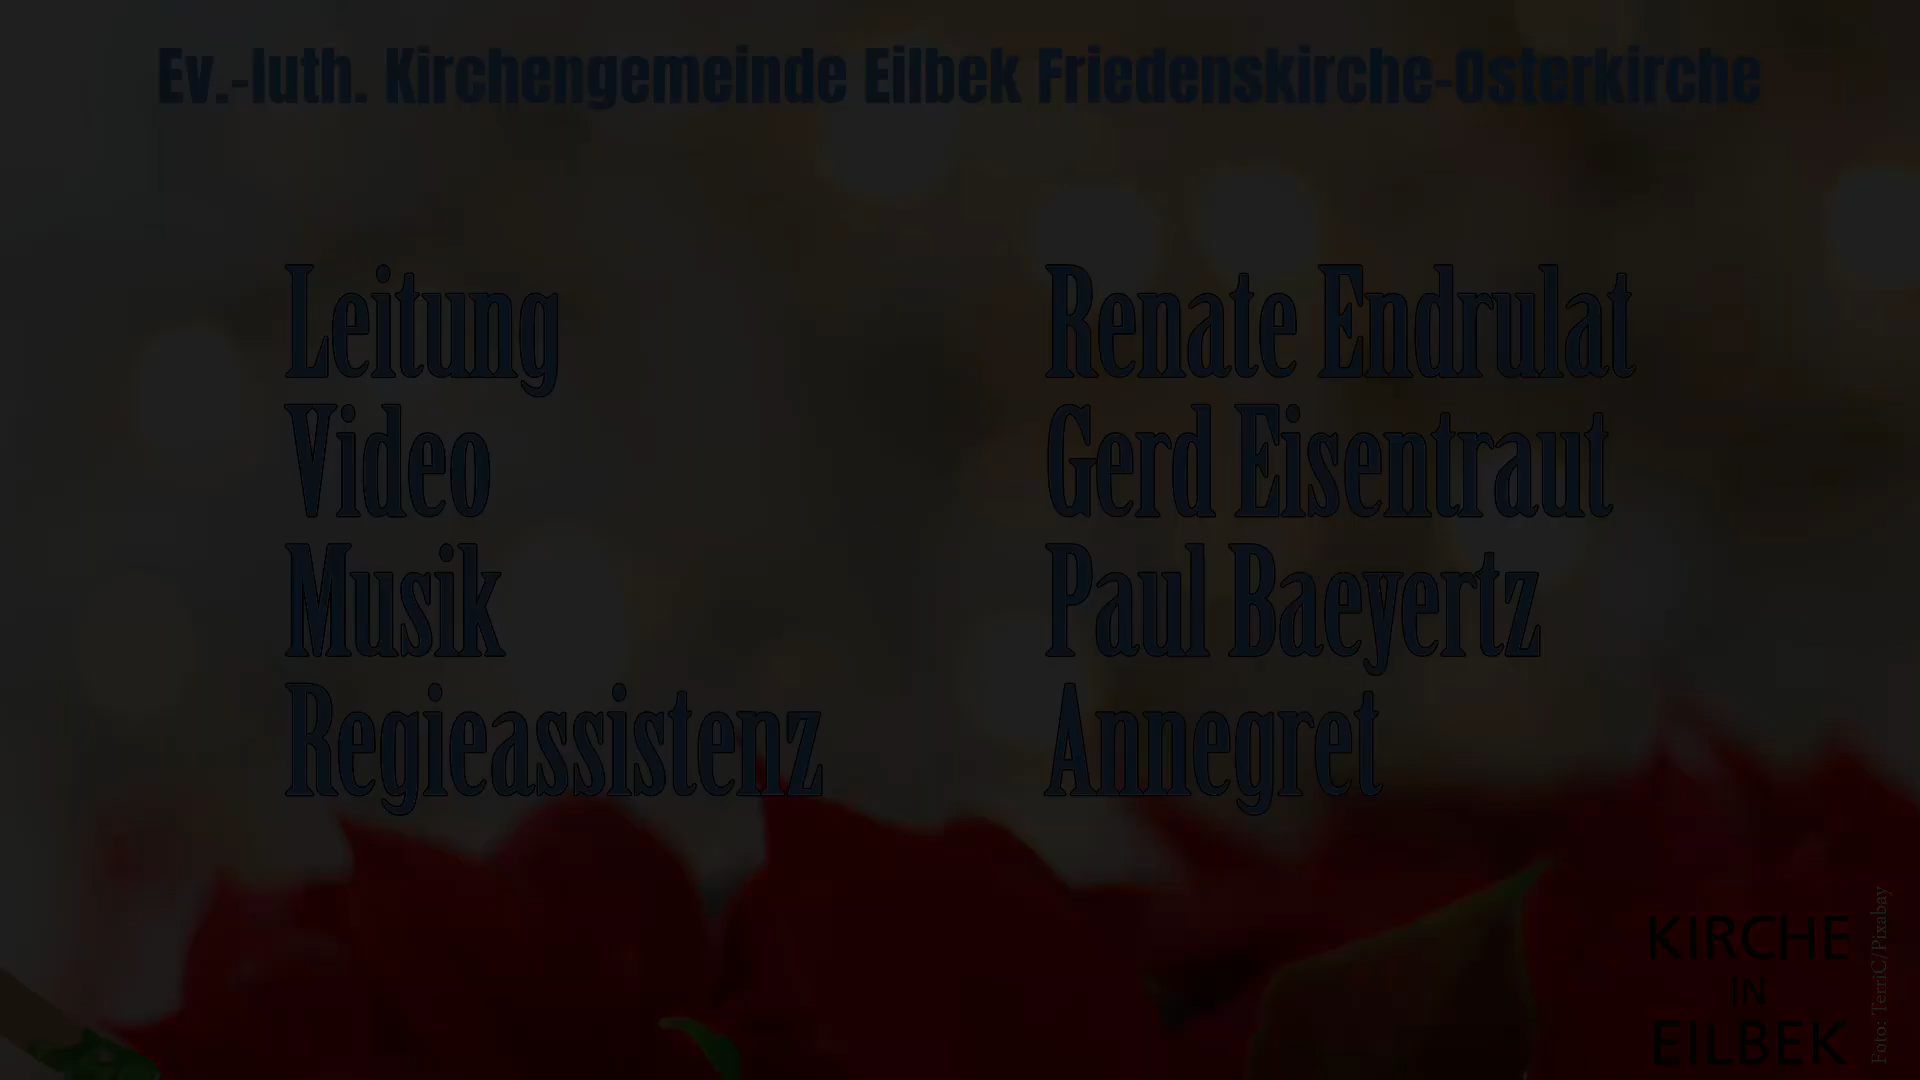 Ev.-luth. Kirchengemeinde Eilbek Friedenskirche-Osterkirche
Leitung Renate Endrulat
Video Gerd Eisentraut
Musik Paul Baeyertz
Regieassistenz Annegret
KIRCHE
IN
EILBEK
Foto: TerriC/Pixabay